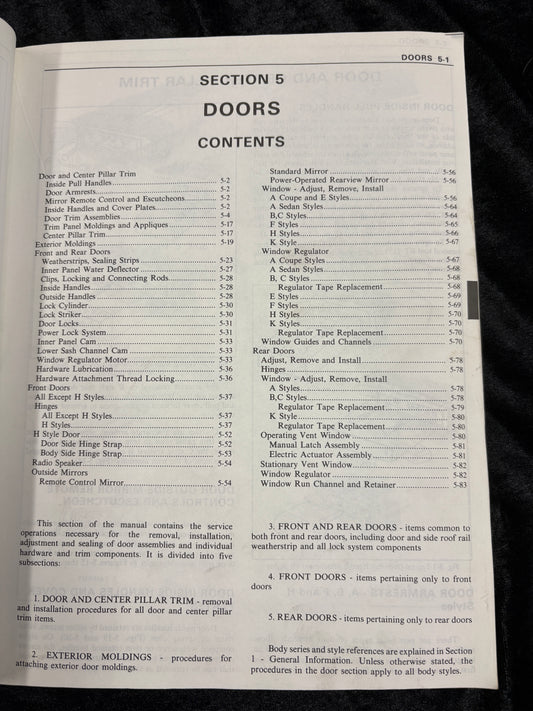 DOORS 5-1
SECTION 5
DOORS
CONTENTS
Door and Center Pillar Trim
Inside Pull Handles 5-2
Door Armrests 5-2
Mirror Remote Control and Escutcheons 5-2
Inside Handles and Cover Plates 5-2
Door Trim Assemblies 5-4
Trim Panel Moldings and Appliques 5-17
Center Pillar Trim 5-17
Exterior Moldings 5-19
Front and Rear Doors
Weatherstrips, Sealing Strips 5-23
Inner Panel Water Deflector 5-27
Clips, Locking and Connecting Rods 5-28
Inside Handles 5-28
Outside Handles 5-28
Lock Cylinder 5-30
Lock Striker 5-30
Door Locks 5-31
Power Lock System 5-31
Inner Panel Cam 5-33
Lower Sash Channel Cam 5-33
Window Regulator Motor 5-33
Hardware Lubrication 5-36
Hardware Attachment Thread Locking 5-36
Front Doors
All Except H Styles 5-37
Hinges
All Except H Styles 5-37
H Styles 5-37
H Style Door 5-52
Door Side Hinge Strap 5-52
Body Side Hinge Strap 5-53
Radio Speaker 5-54
Outside Mirrors
Remote Control Mirror 5-54
Standard Mirror 5-56
Power-Operated Rearview Mirror 5-56
Window - Adjust, Remove, Install
A Coupe and E Styles 5-56
A Sedan Styles 5-64
B,C Styles 5-64
F Styles 5-65
H Styles 5-66
K Style 5-67
Window Regulator
A Coupe Styles 5-67
A Sedan Styles 5-68
B, C Styles 5-68
Regulator Tape Replacement 5-68
E Styles 5-69
F Styles 5-69
H Styles 5-70
K Styles 5-70
Regulator Tape Replacement 5-70
Window Guides and Channels 5-70
Rear Doors
Adjust, Remove and Install 5-78
Hinges 5-78
Window - Adjust, Remove, Install
A Styles 5-78
B,C Styles 5-78
Regulator Tape Replacement 5-79
K Style 5-80
Regulator Tape Replacement 5-80
Operating Vent Window 5-80
Manual Latch Assembly 5-81
Electric Actuator Assembly 5-81
Stationary Vent Window 5-82
Window Regulator 5-82
Window Run Channel and Retainer 5-83
This section of the manual contains the service
operations necessary for the removal, installation,
adjustment and sealing of door assemblies and individual
hardware and trim components. It is divided into five
subsections:
1. DOOR AND CENTER PILLAR TRIM - removal
and installation procedures for all door and center pillar
trim items.
2. EXTERIOR MOLDINGS - procedures for
attaching exterior door moldings.
3. FRONT AND REAR DOORS - items common to
both front and rear doors, including door and side roof rail
weatherstrip and all lock system components
4. FRONT DOORS - items pertaining only to front
doors
5. REAR DOORS - items pertaining only to rear doors
Body series and style references are explained in Section
1 - General Information. Unless otherwise stated, the
procedures in the door section apply to all body styles.